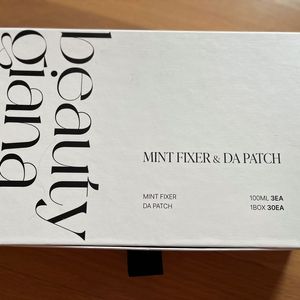 beauty
giana
MINT FIXER & DA PATCH
MINT FIXER 100ML 3EA
DA PATCH 1BOX 30EA